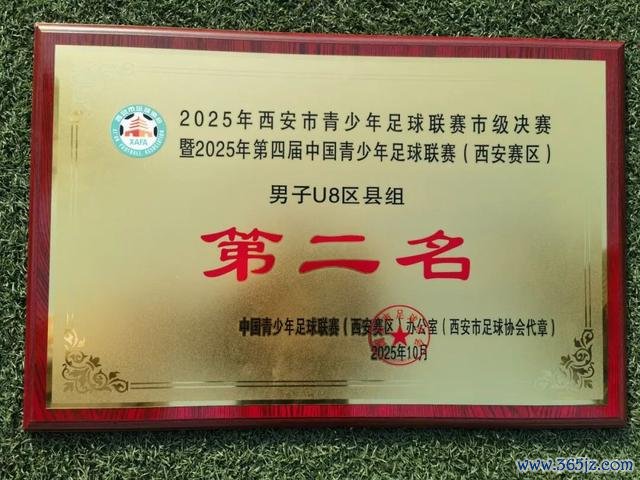 2025年西安市青少年足球联赛市级决赛
暨2025年第四届中国青少年足球联赛（西安赛区）
XAFA
男子U8区县组
第二名
中国青少年足球联赛（西安赛区）办公室（西安市足球协会代章）
2025年10月
www.365jz.com